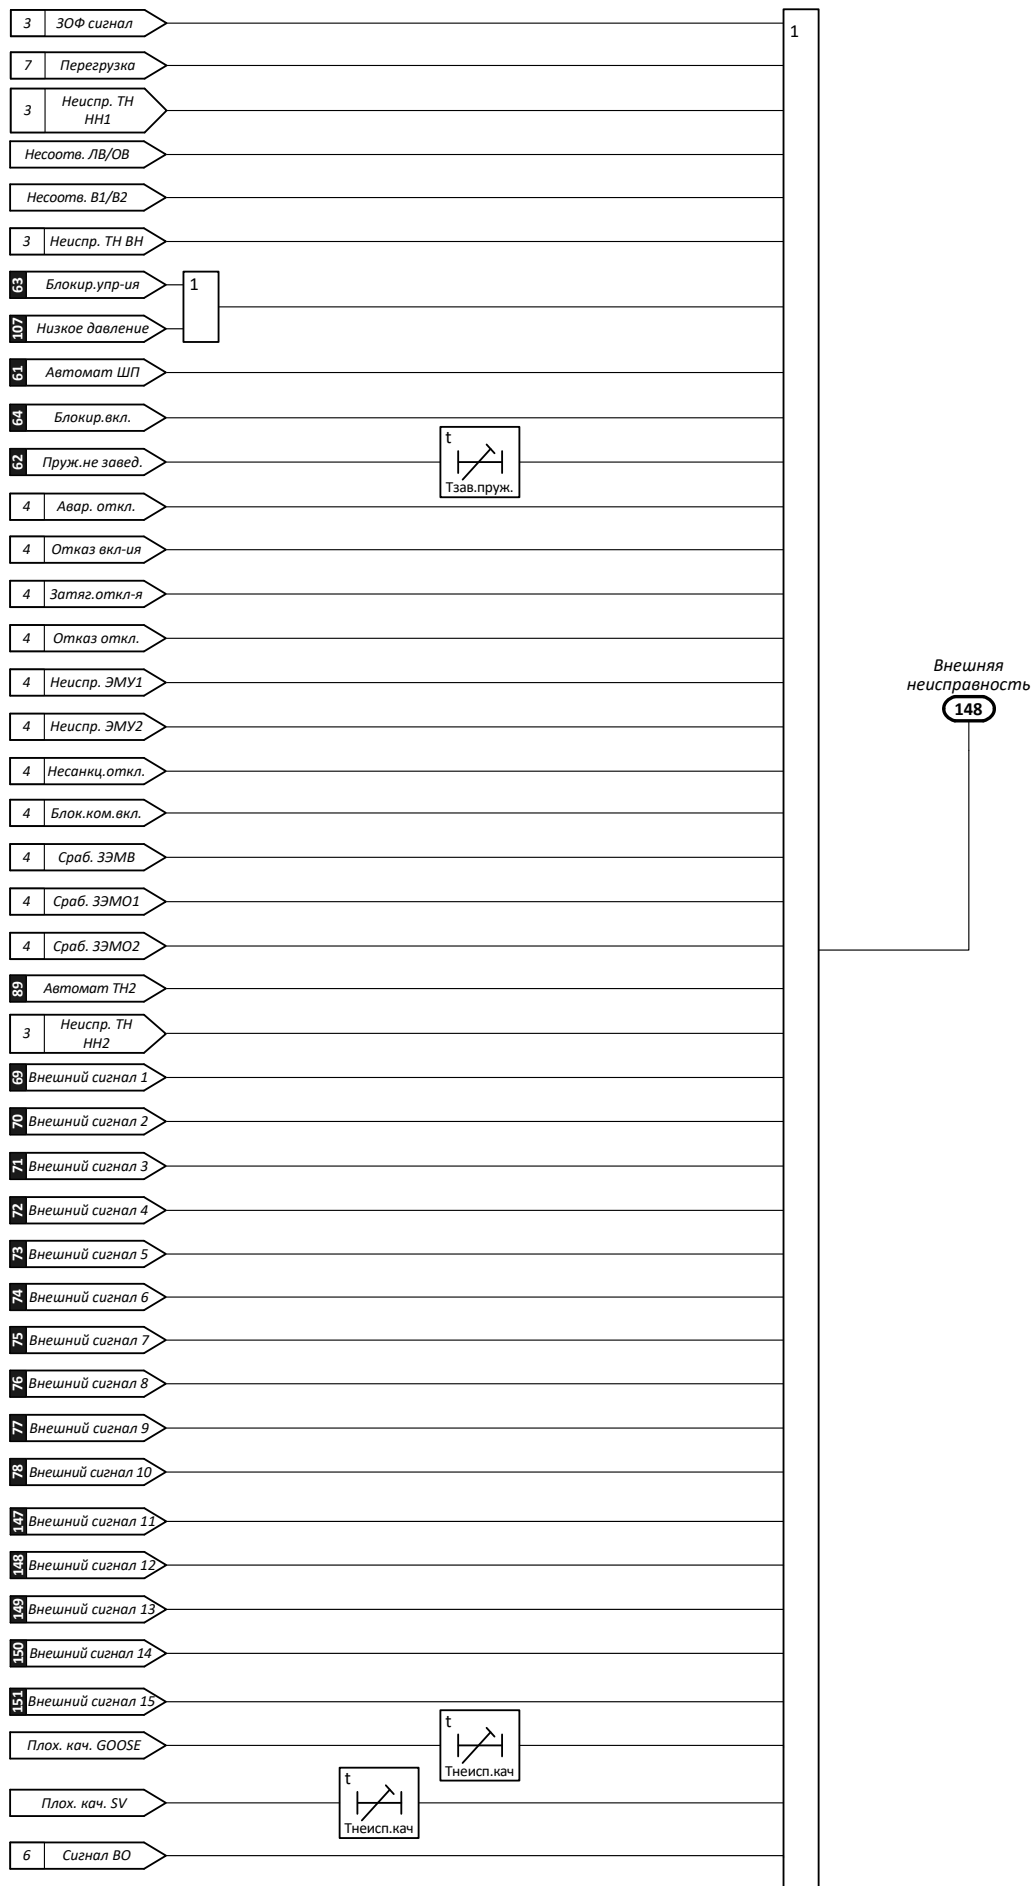 3 ЗОФ сигнал
1
7 Перегрузка
3 Неиспр. ТН
НН1
Несоотв. ЛВ/ОВ
Несоотв. В1/В2
3 Неиспр. ТН ВН
63 Блокир.упр-ия
1
107 Низкое давление
61 Автомат ШП
64 Блокир.вкл.
t
62 Пруж.не завед.
Тзав.пруж.
4 Авар. откл.
4 Отказ вкл-ия
4 Затяг.откл-я
4 Отказ откл.
Внешняя
неисправность
148
4 Неиспр. ЭМУ1
4 Неиспр. ЭМУ2
4 Несанкц.откл.
4 Блок.ком.вкл.
4 Сраб. ЗЭМВ
4 Сраб. ЗЭМО1
4 Сраб. ЗЭМО2
89 Автомат ТН2
3 Неиспр. ТН
НН2
69 Внешний сигнал 1
70 Внешний сигнал 2
71 Внешний сигнал 3
72 Внешний сигнал 4
73 Внешний сигнал 5
74 Внешний сигнал 6
75 Внешний сигнал 7
76 Внешний сигнал 8
77 Внешний сигнал 9
78 Внешний сигнал 10
147 Внешний сигнал 11
148 Внешний сигнал 12
149 Внешний сигнал 13
150 Внешний сигнал 14
151 Внешний сигнал 15
t
Плох. кач. GOOSE
Тнеисп.кач
t
Плох. кач. SV
Тнеисп.кач
6 Сигнал ВО